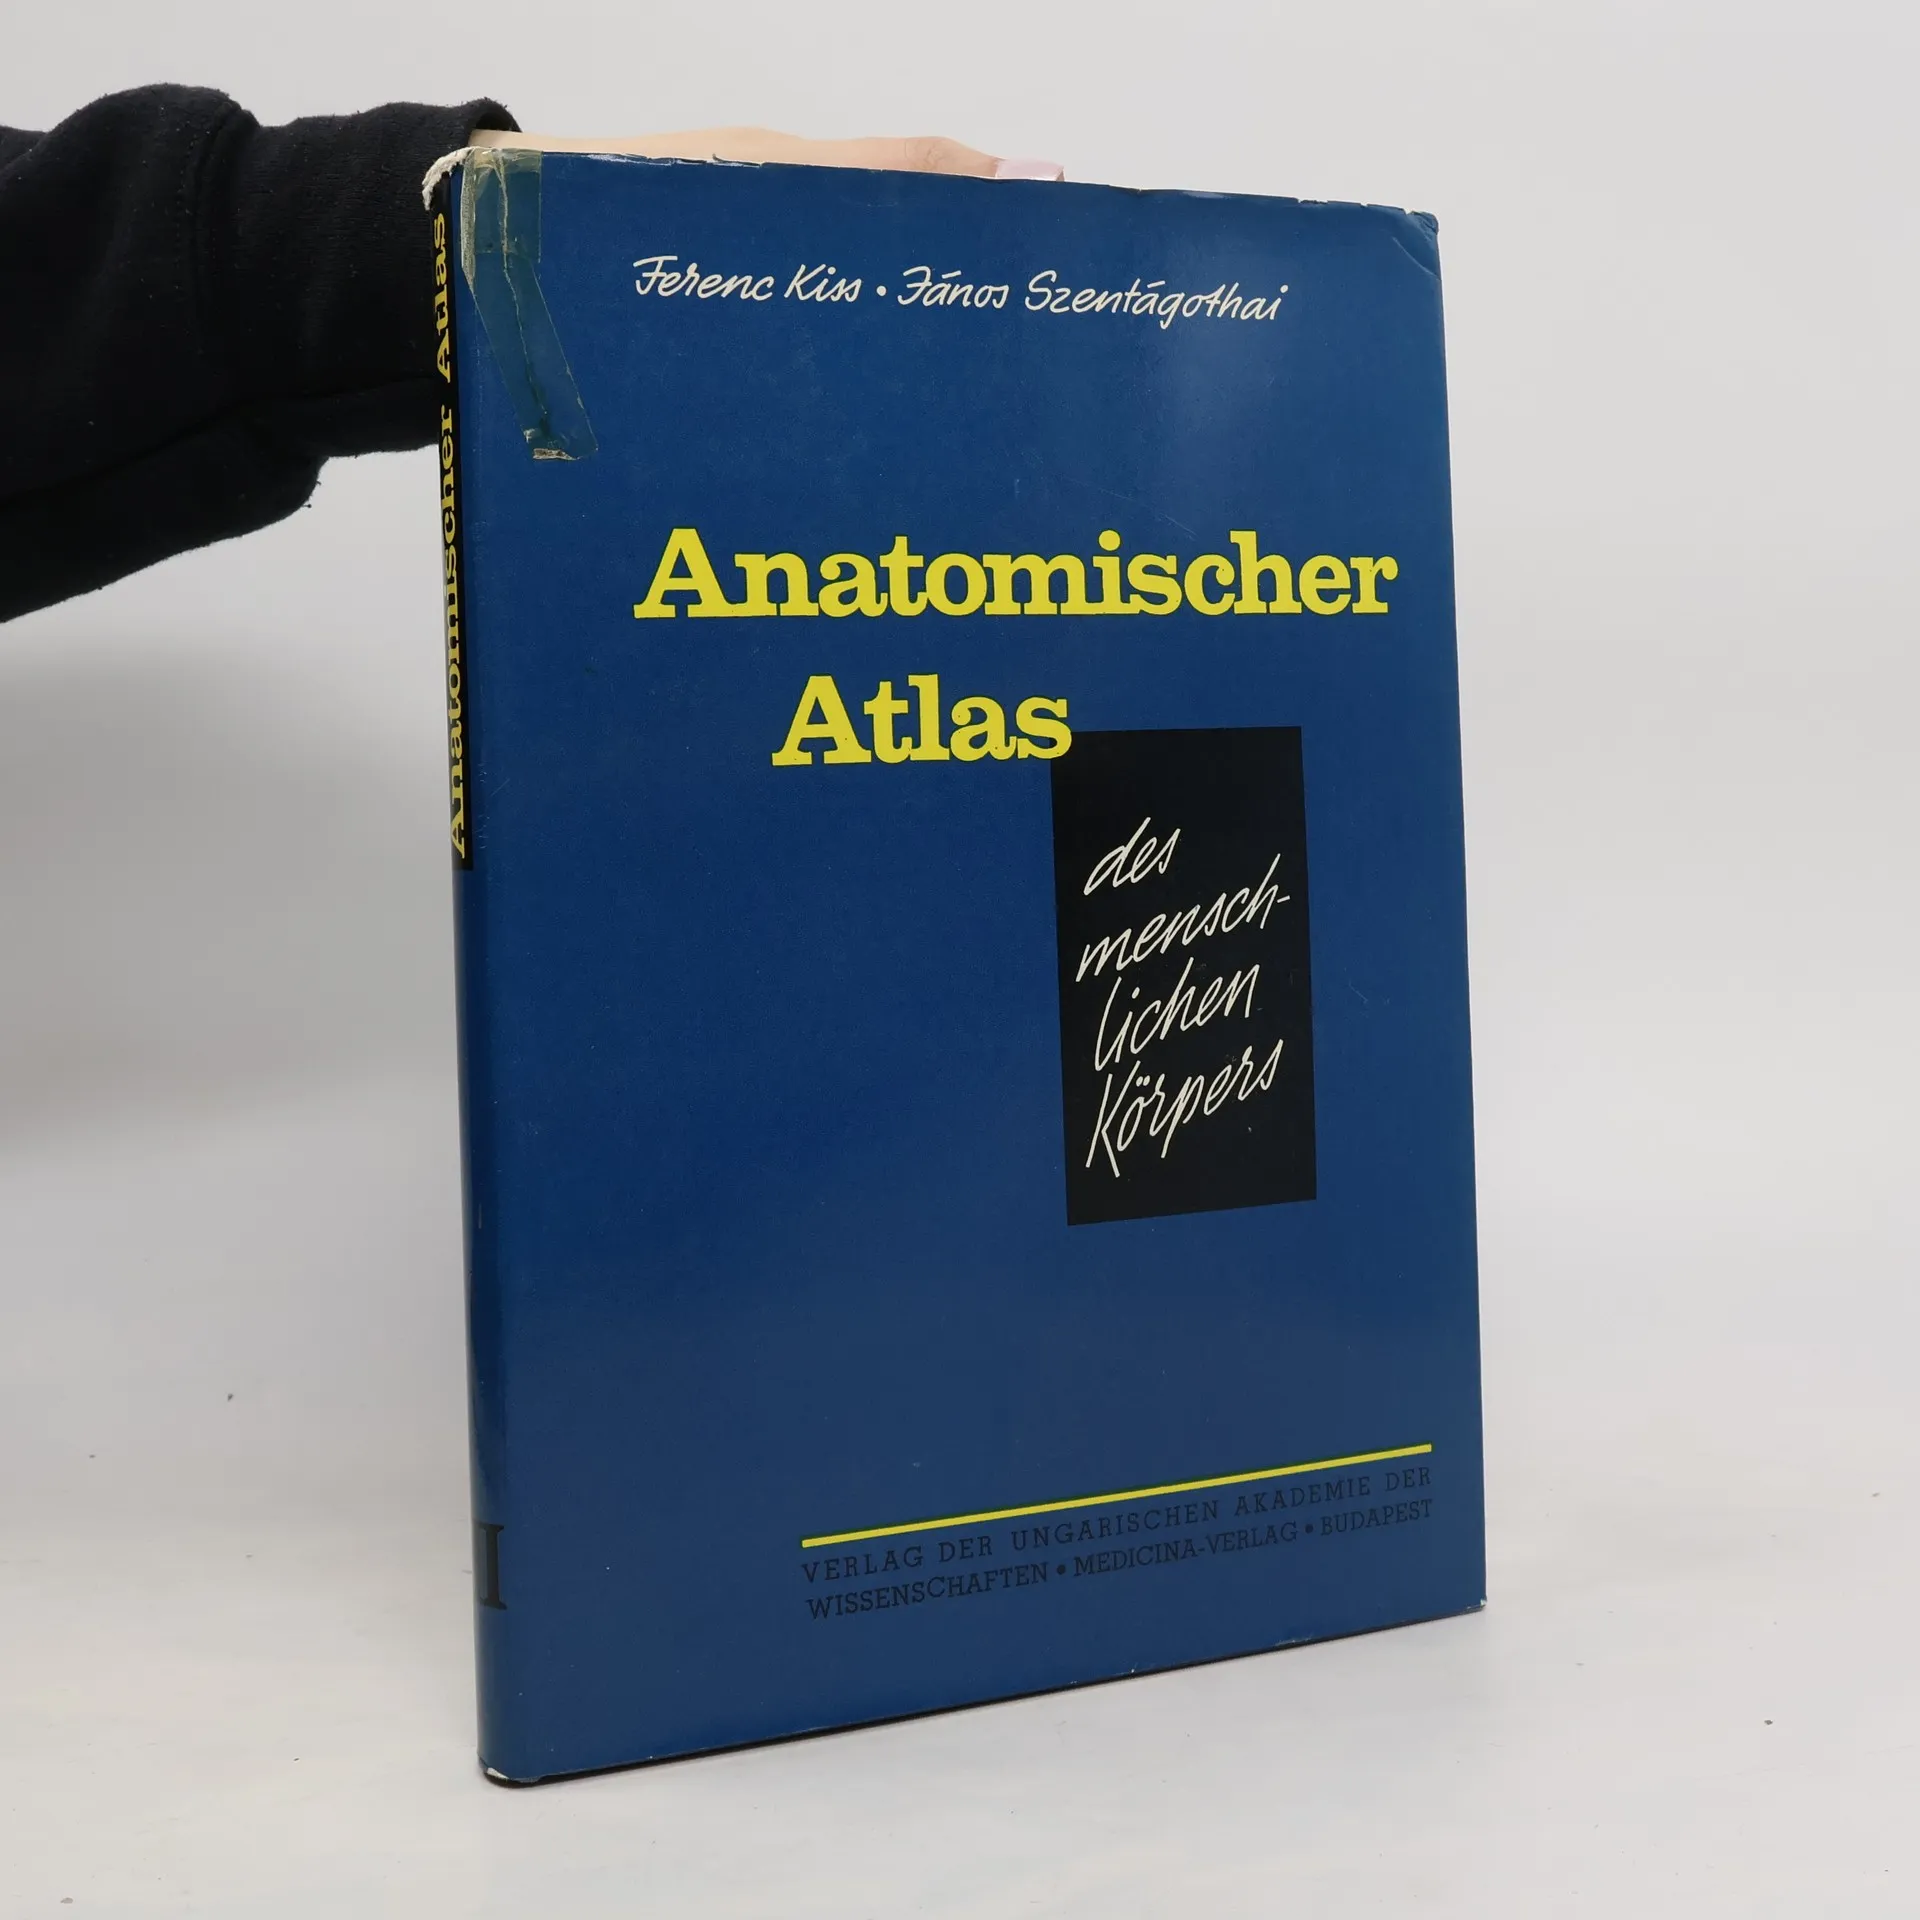 Ferenc Kiss • János Szentágothai
Anatomischer
Atlas
des
mensch-
lichen
Körpers
VERLAG DER UNGARISCHEN AKADEMIE DER
WISSENSCHAFTEN • MEDICINA-VERLAG • BUDAPEST
Anatomischer Atlas
I